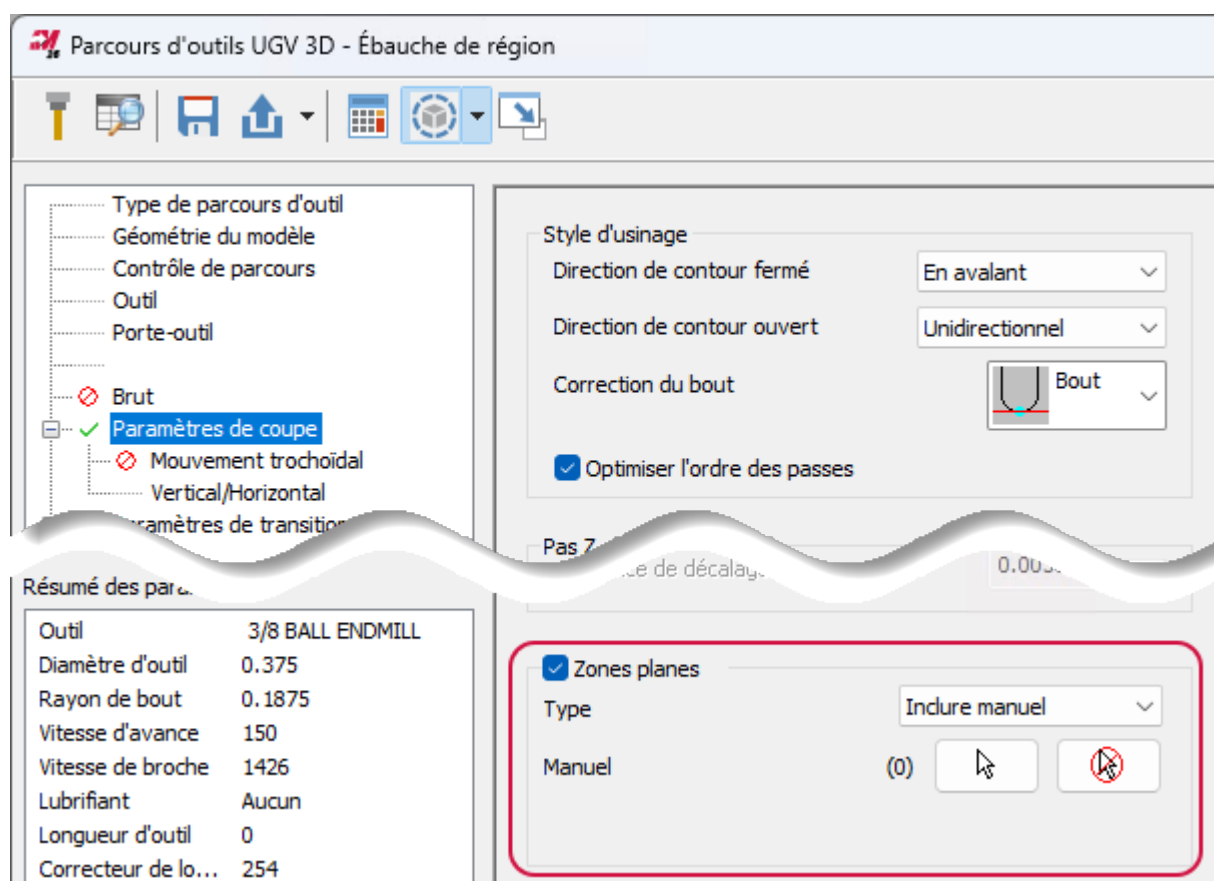 Parcours d'outils UGV 3D - Ébauche de région
Type de parcours d'outil
Géométrie du modèle
Contrôle de parcours
Outil
Porte-outil
Brut
Paramètres de coupe
Mouvement trochoïdal
Vertical/Horizontal
de transition
Résumé des
Outil 3/8 BALL ENDMILL
Diamètre d'outil 0.375
Rayon de bout 0.1875
Vitesse d'avance 150
Vitesse de broche 1426
Lubrifiant Aucun
Longueur d'outil 0
Correcteur de lo... 254
Style d'usinage
Direction de contour fermé En avalant
Direction de contour ouvert Unidirectionnel
Correction du bout Bout
Optimiser l'ordre des passes
Pas Z
de décalage
Zones planes
Type Inclure manuel
Manuel (0)